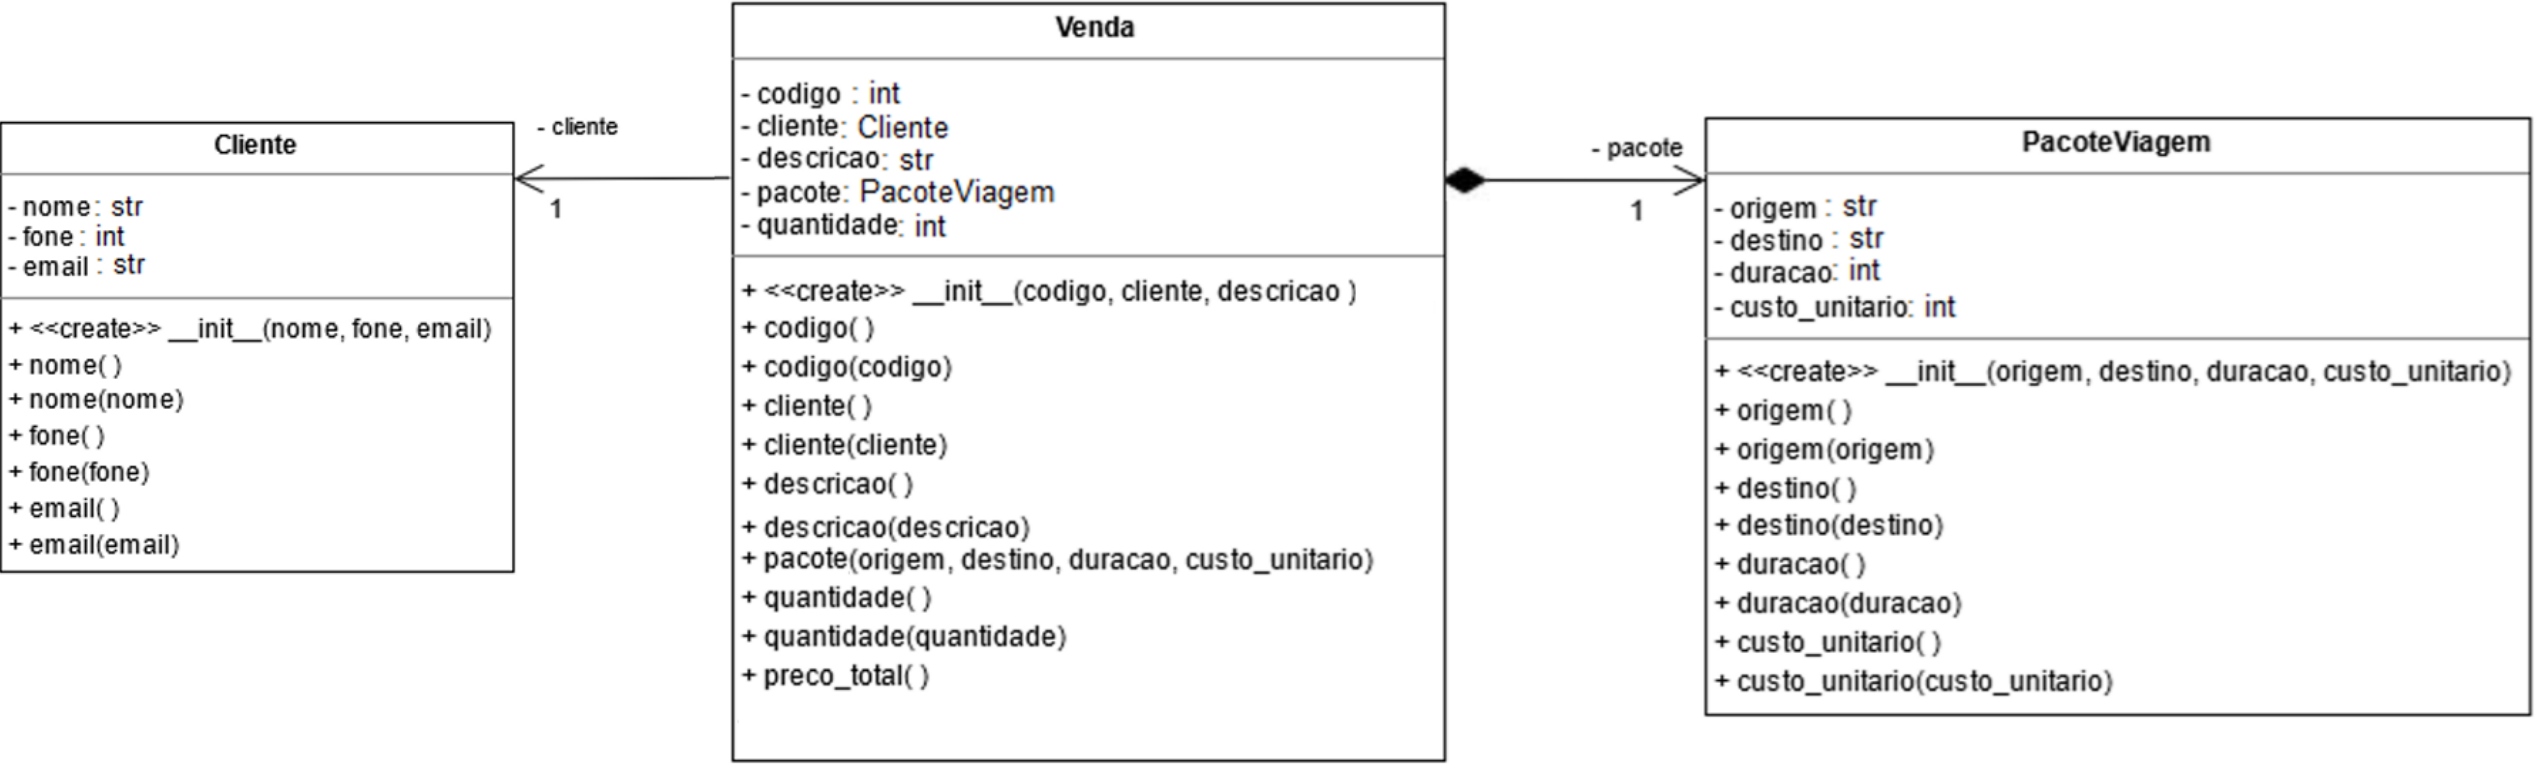 Cliente
- nome: str
- fone : int
- email : str
+ <<create>> __init__(nome, fone, email)
+ nome( )
+ nome(nome)
+ fone( )
+ fone(fone)
+ email( )
+ email(email)
- cliente
1
Venda
- codigo : int
- cliente: Cliente
- descricao: str
- pacote: PacoteViagem
- quantidade: int
+ <<create>> __init__(codigo, cliente, descricao )
+ codigo( )
+ codigo(codigo)
+ cliente( )
+ cliente(cliente)
+ descricao( )
+ descricao(descricao)
+ pacote(origem, destino, duracao, custo_unitario)
+ quantidade( )
+ quantidade(quantidade)
+ preco_total( )
- pacote
1
PacoteViagem
- origem : str
- destino : str
- duracao: int
- custo_unitario: int
+ <<create>> __init__(origem, destino, duracao, custo_unitario)
+ origem( )
+ origem(origem)
+ destino( )
+ destino(destino)
+ duracao( )
+ duracao(duracao)
+ custo_unitario( )
+ custo_unitario(custo_unitario)